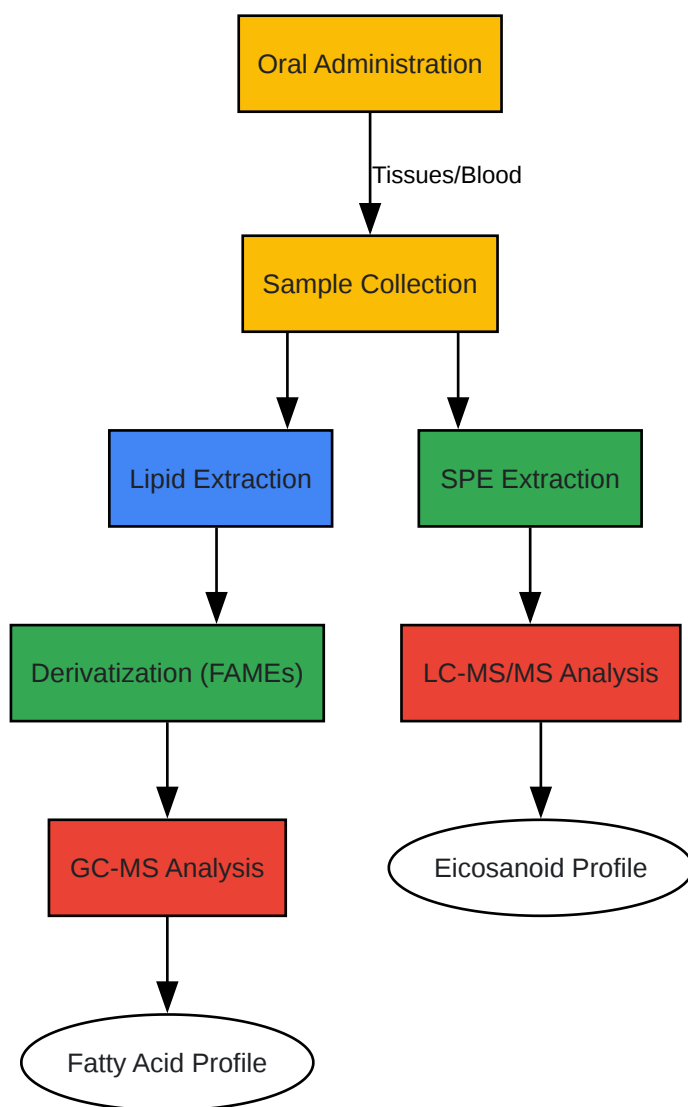 Oral Administration
Tissues/Blood
Sample Collection
Lipid Extraction
SPE Extraction
Derivatization (FAMEs)
LC-MS/MS Analysis
GC-MS Analysis
Eicosanoid Profile
Fatty Acid Profile